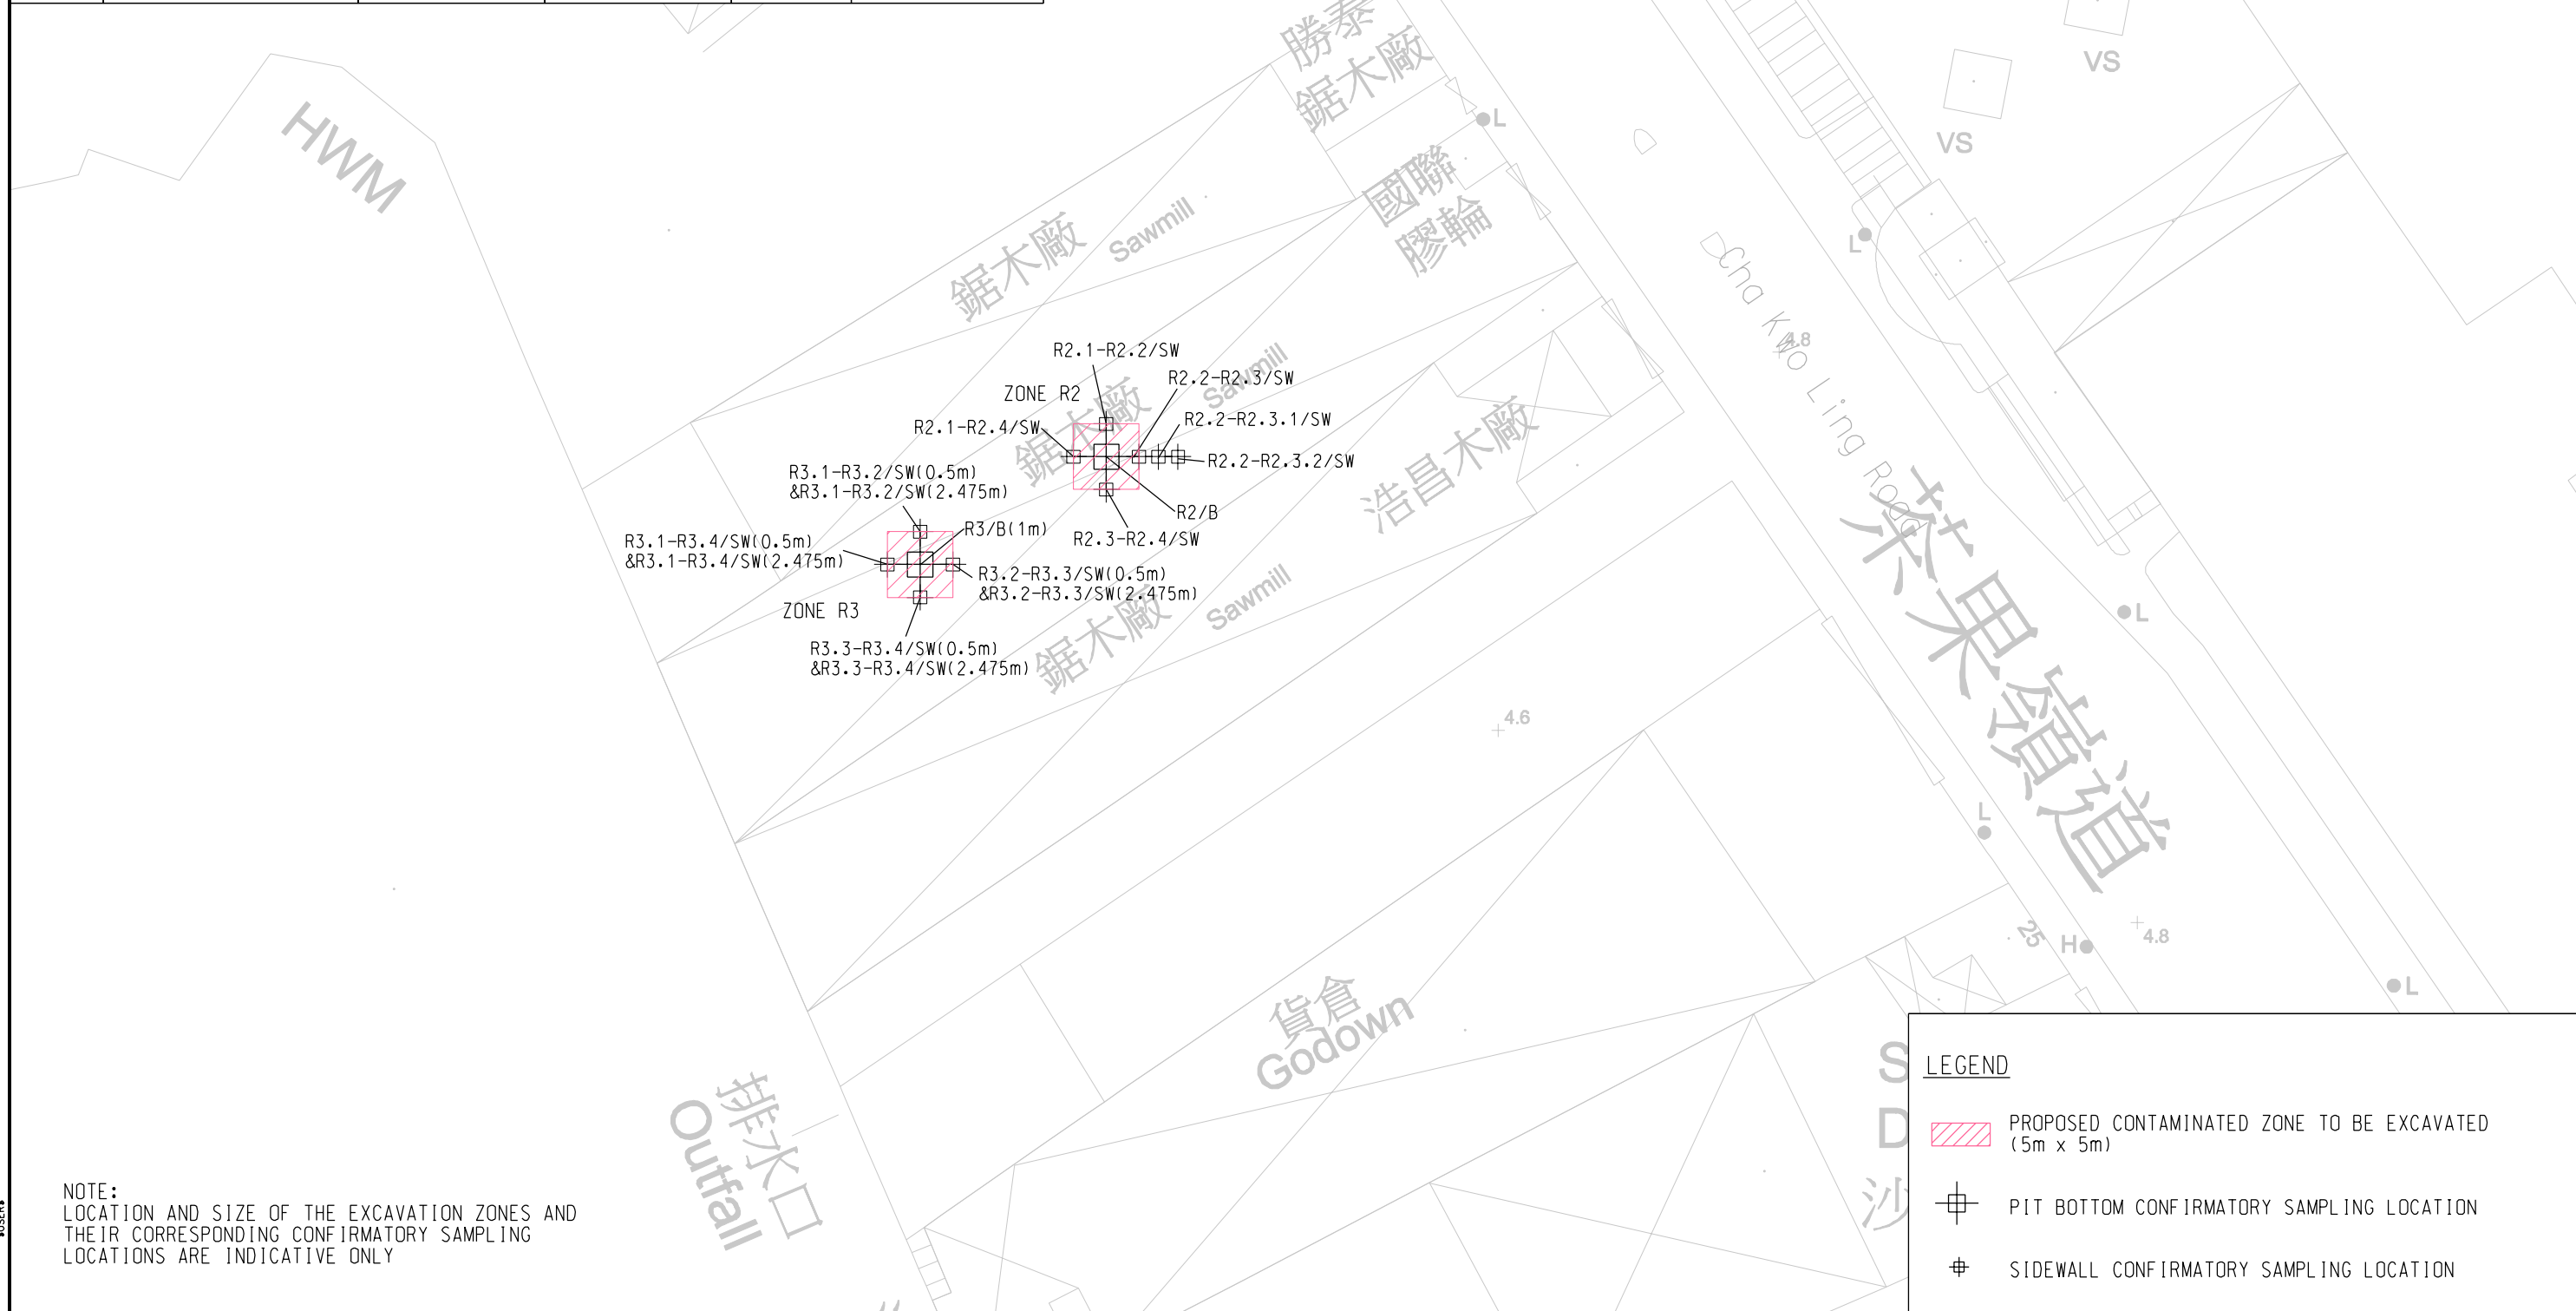 勝泰
鋸木廠
L
VS
VS
HWM
國聯
膠輪
鋸木廠
Sawmill
L
Cha Kwo Ling Road
4.8
R2.1-R2.2/SW
ZONE R2
R2.2-R2.3/SW
鋸木廠
Sawmill
R2.1-R2.4/SW
R2.2-R2.3.1/SW
R2.2-R2.3.2/SW
R2/B
R2.3-R2.4/SW
浩昌木廠
R3.1-R3.2/SW(0.5m)
&R3.1-R3.2/SW(2.475m)
R3/B(1m)
R3.1-R3.4/SW(0.5m)
&R3.1-R3.4/SW(2.475m)
R3.2-R3.3/SW(0.5m)
&R3.2-R3.3/SW(2.475m)
ZONE R3
R3.3-R3.4/SW(0.5m)
&R3.3-R3.4/SW(2.475m)
鋸木廠
Sawmill
茶果嶺道
L
4.6
L
25
H
4.8
L
貨倉
Godown
排水口
Outfall
S
D
沙
LEGEND
PROPOSED CONTAMINATED ZONE TO BE EXCAVATED
(5m x 5m)
PIT BOTTOM CONFIRMATORY SAMPLING LOCATION
SIDEWALL CONFIRMATORY SAMPLING LOCATION
NOTE:
LOCATION AND SIZE OF THE EXCAVATION ZONES AND
THEIR CORRESPONDING CONFIRMATORY SAMPLING
LOCATIONS ARE INDICATIVE ONLY